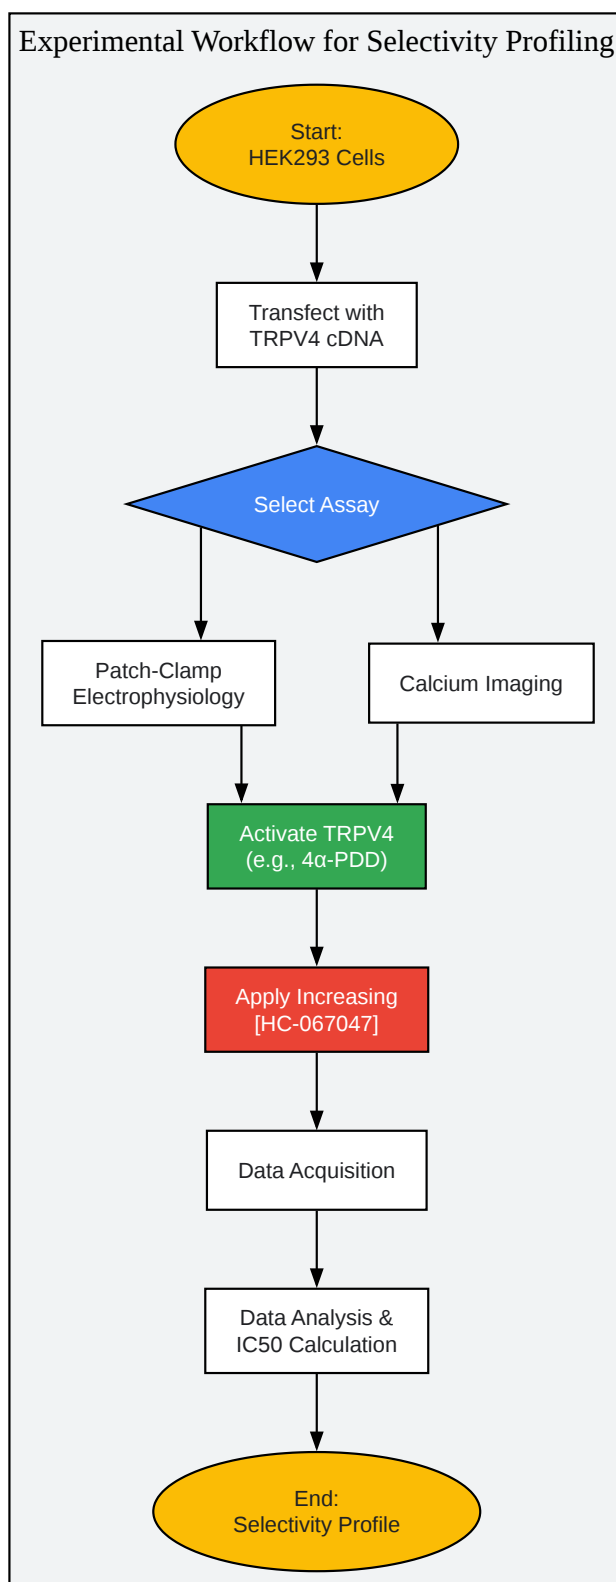 Experimental Workflow for Selectivity Profiling
Start:
HEK293 Cells
Transfect with
TRPV4 cDNA
Select Assay
Patch-Clamp
Electrophysiology
Calcium Imaging
Activate TRPV4
(e.g., 4α-PDD)
Apply Increasing
[HC-067047]
Data Acquisition
Data Analysis &
IC50 Calculation
End:
Selectivity Profile